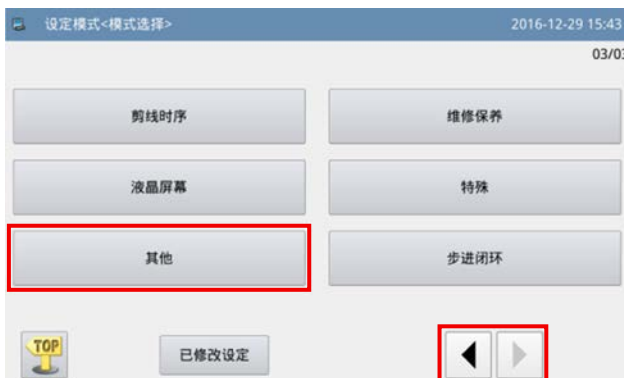 设定模式<模式选择> 2016-12-29 15:43
03/03
剪线时序 维修保养
液晶屏幕 特殊
其他 步进闭环
TOP 已修改设定